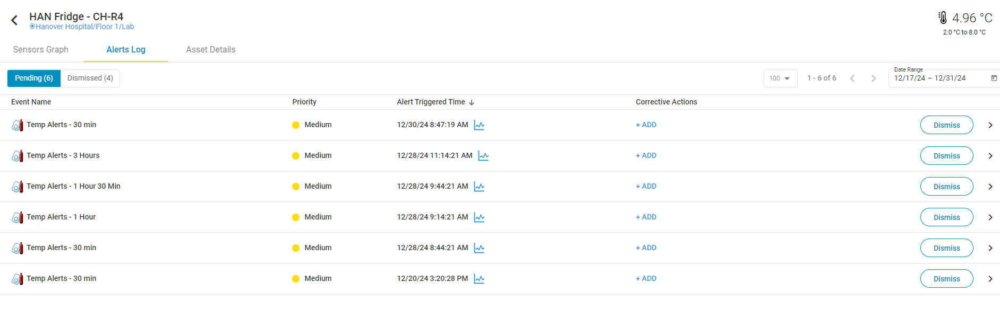 HAN Fridge - CH-R4
Hanover Hospital/Floor 1/Lab
4.96 °C
2.0 °C to 8.0 °C
Sensors Graph Alerts Log Asset Details
Pending (6) Dismissed (4) 100 1 - 6 of 6 Date Range
12/17/24 – 12/31/24
Event Name Priority Alert Triggered Time Corrective Actions
Temp Alerts - 30 min Medium 12/30/24 8:47:19 AM + ADD Dismiss
Temp Alerts - 3 Hours Medium 12/28/24 11:14:21 AM + ADD Dismiss
Temp Alerts - 1 Hour 30 Min Medium 12/28/24 9:44:21 AM + ADD Dismiss
Temp Alerts - 1 Hour Medium 12/28/24 9:14:21 AM + ADD Dismiss
Temp Alerts - 30 min Medium 12/28/24 8:44:21 AM + ADD Dismiss
Temp Alerts - 30 min Medium 12/20/24 3:20:28 PM + ADD Dismiss